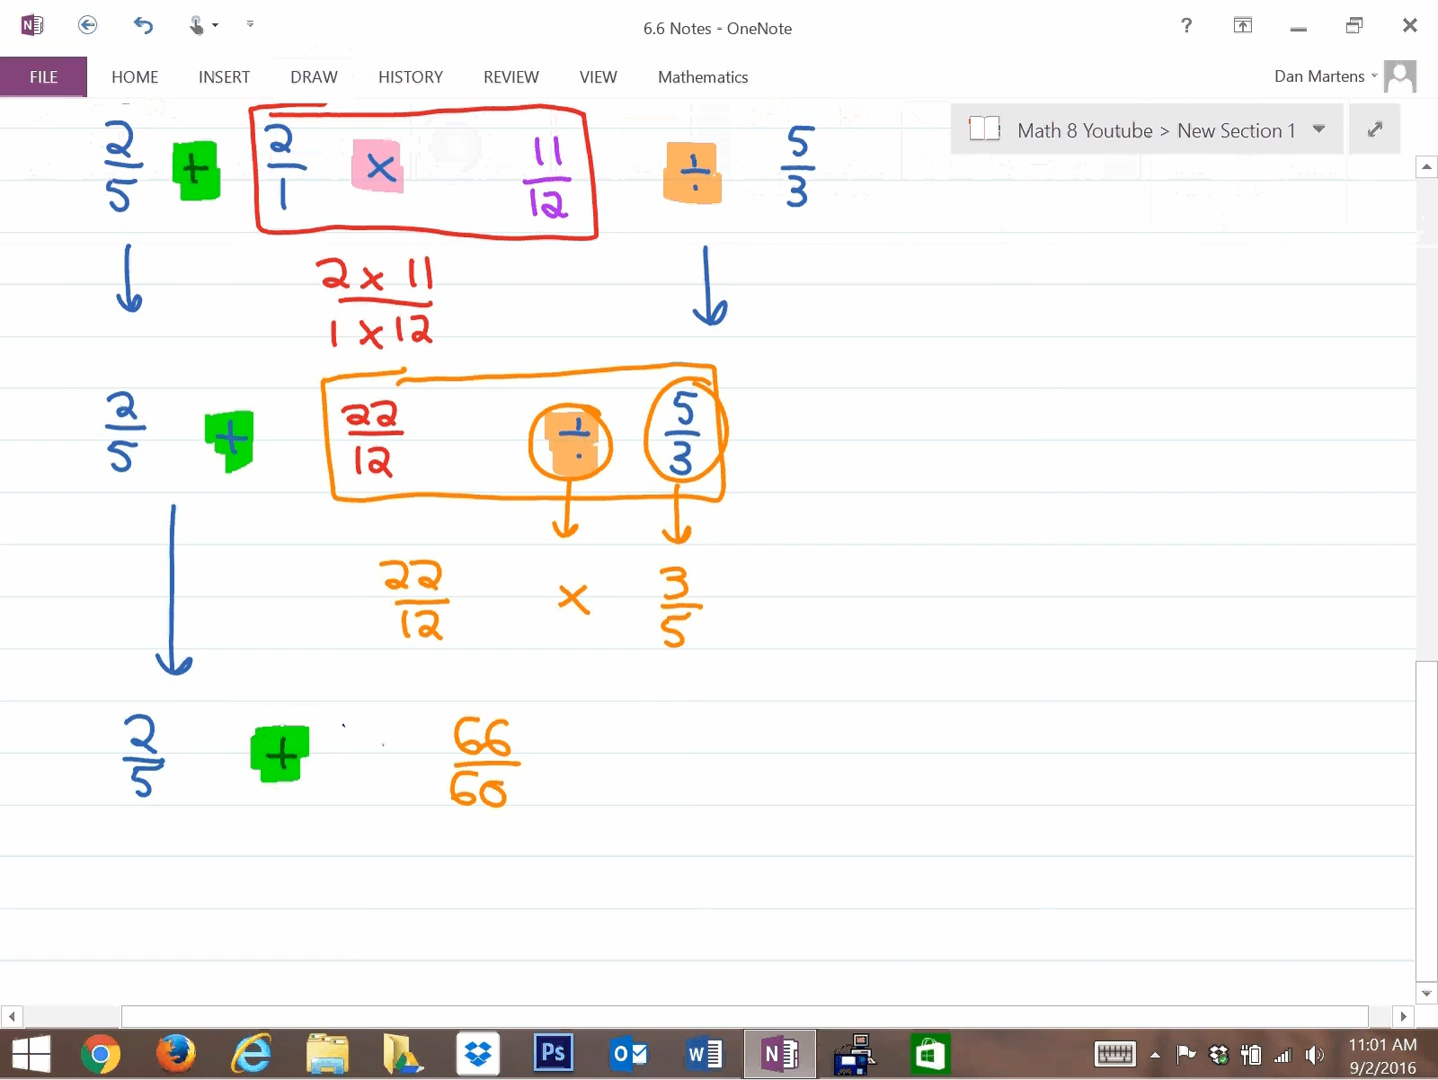 6.6 Notes - OneNote
?
FILE HOME INSERT DRAW HISTORY REVIEW VIEW Mathematics
Dan Martens
Math 8 Youtube > New Section 1
2/5 + 2/1 × 11/12 ÷ 5/3
2 × 11
1 × 12
2/5 + 22/12 ÷ 5/3
22/12 × 3/5
2/5 + 66/60
Ps W N
11:01 AM
9/2/2016